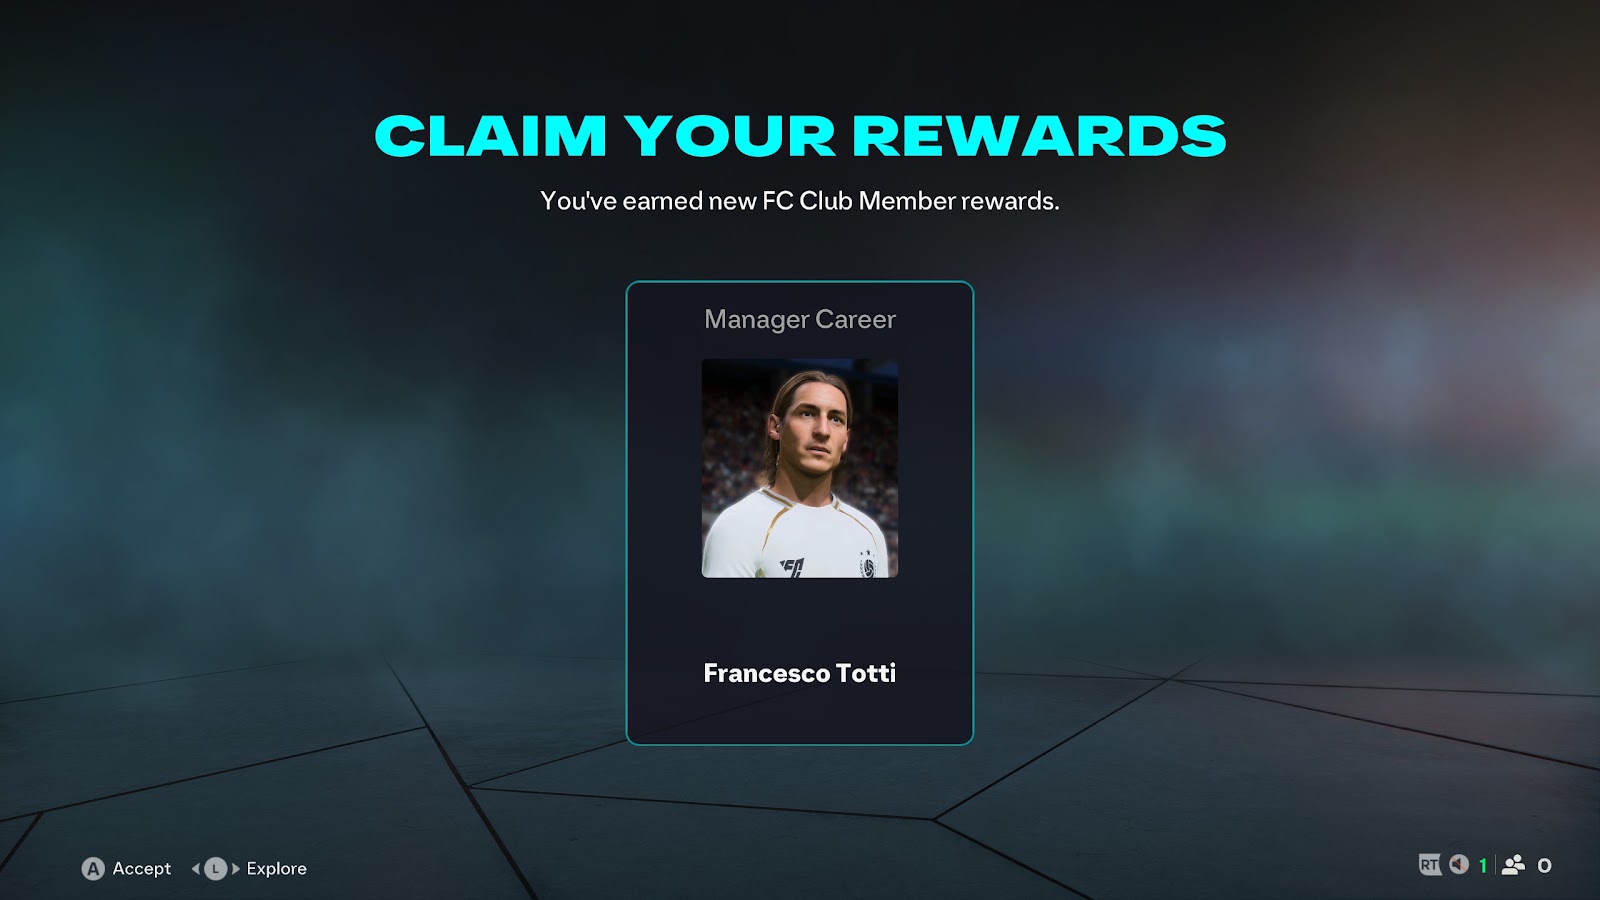 CLAIM YOUR REWARDS
You've earned new FC Club Member rewards.
Manager Career
FC
Francesco Totti
A Accept L Explore
RT 1 0